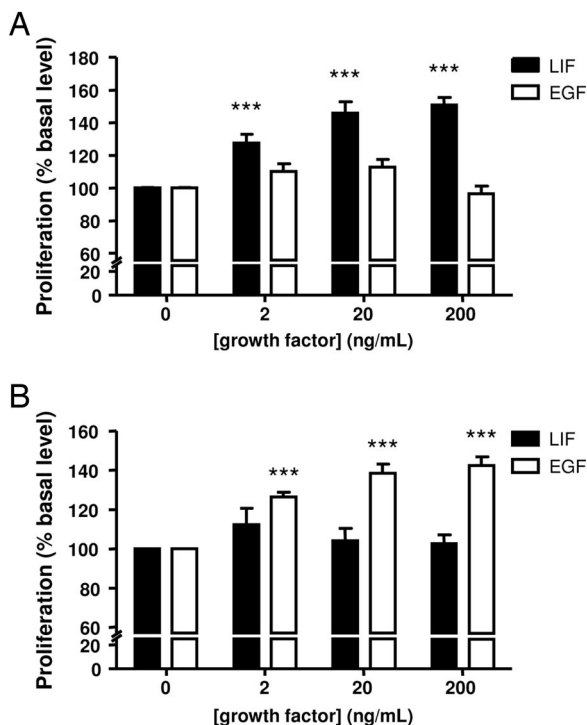 A
Proliferation (% basal level)
180
160
140
120
100
80
60
20
0
***
***
***
LIF
EGF
0 2 20 200
[growth factor] (ng/mL)
B
Proliferation (% basal level)
160
140
120
100
80
60
20
0
***
***
***
LIF
EGF
0 2 20 200
[growth factor] (ng/mL)